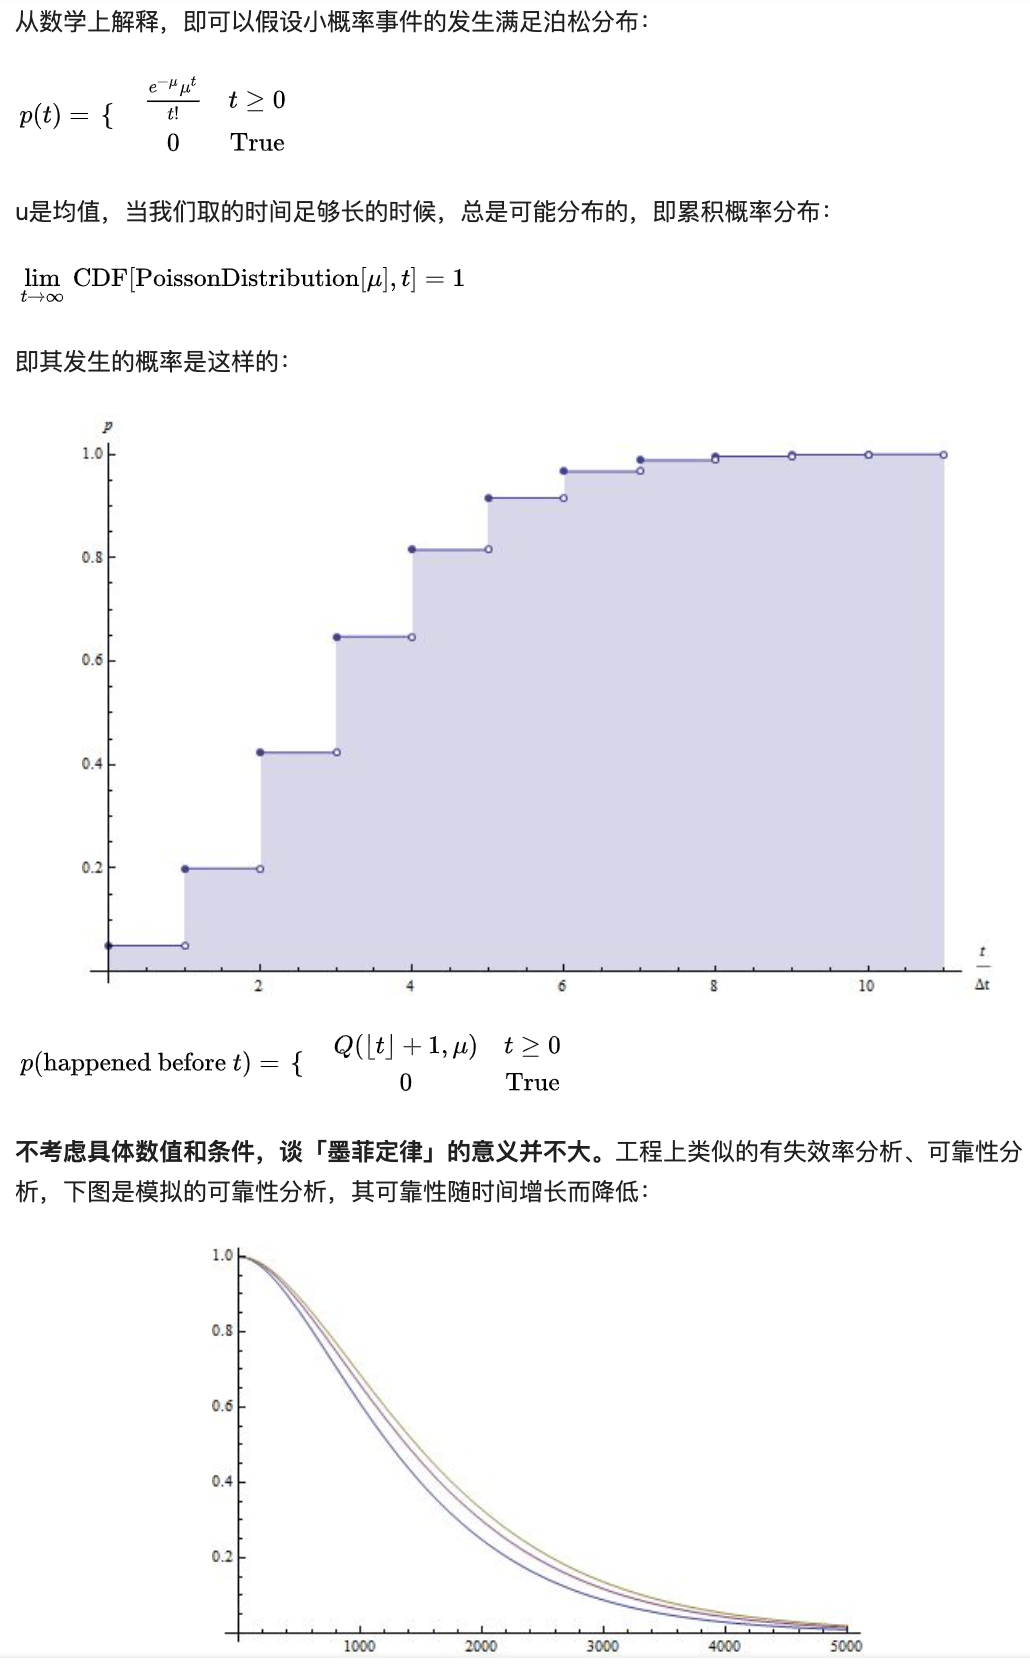 从数学上解释，即可以假设小概率事件的发生满足泊松分布：
p(t) = { e^{-μ} μ^t / t!  t ≥ 0
0  True
u是均值，当我们取的时间足够长的时候，总是可能分布的，即累积概率分布：
lim t→∞ CDF[PoissonDistribution[μ], t] = 1
即其发生的概率是这样的：
p
1.0
0.8
0.6
0.4
0.2
2 4 6 8 10
t/Δt
p(happened before t) = { Q(⌊t⌋ + 1, μ)  t ≥ 0
0  True
不考虑具体数值和条件，谈「墨菲定律」的意义并不大。工程上类似的有失效率分析、可靠性分
析，下图是模拟的可靠性分析，其可靠性随时间增长而降低：
1.0
0.8
0.6
0.4
0.2
1000 2000 3000 4000 5000